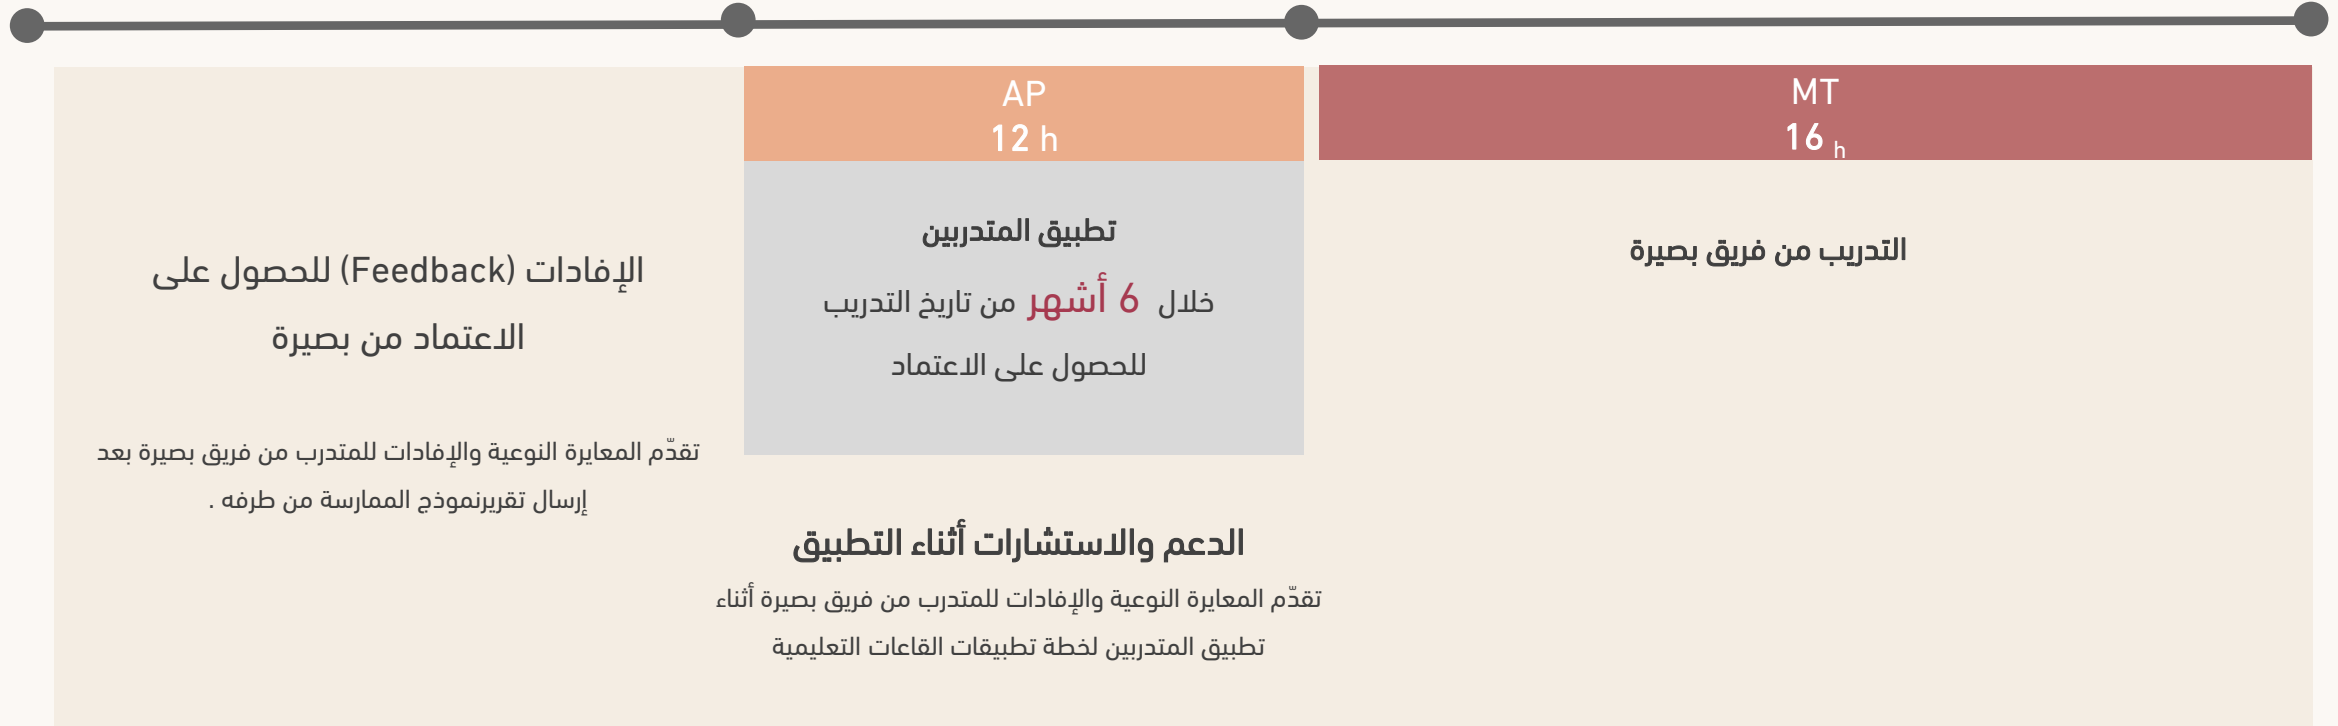 MT
16 h
التدريب من فريق بصيرة
AP
12 h
تطبيق المتدربين
خلال 6 أشهر من تاريخ التدريب
للحصول على الاعتماد
الدعم والاستشارات أثناء التطبيق
تقدّم المعايرة النوعية والإفادات للمتدرب من فريق بصيرة أثناء
تطبيق المتدربين لخطة تطبيقات القاعات التعليمية
الإفادات (Feedback) للحصول على
الاعتماد من بصيرة
تقدّم المعايرة النوعية والإفادات للمتدرب من فريق بصيرة بعد
إرسال تقريرنموذج الممارسة من طرفه .